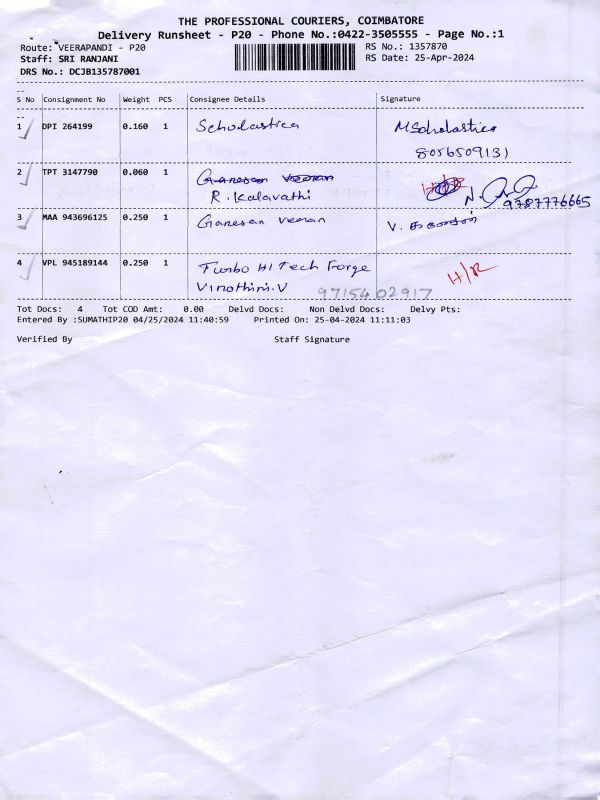 THE PROFESSIONAL COURIERS, COIMBATORE
Delivery Runsheet - P20 - Phone No.:0422-3505555 - Page No.:1
Route: VEERAPANDI - P20 RS No.: 1357870
Staff: SRI RANJANI RS Date: 25-Apr-2024
DRS No.: DCJB135787001
S No Consignment No Weight PCS Consignee Details Signature
1 DPI 264199 0.160 1 Scholastica MScholastica
8056509131
2 TPT 3147790 0.060 1 Ganesan Veeran
R. Kalavathi N. 9787776665
3 MAA 943696125 0.250 1 Ganesan Veeran V.
4 VPL 945189144 0.250 1 Turbo Hi Tech Forge H/R
Vinothini.V 9715402917
Tot Docs: 4 Tot COD Amt: 0.00 Delvd Docs: Non Delvd Docs: Delvy Pts:
Entered By :SUMATHIP20 04/25/2024 11:40:59 Printed On: 25-04-2024 11:11:03
Verified By Staff Signature